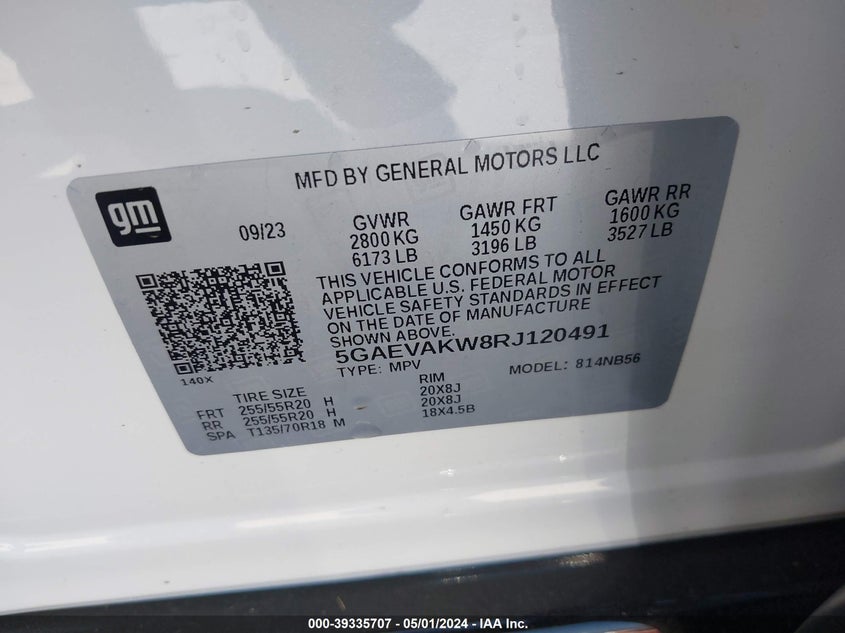 MFD BY GENERAL MOTORS LLC
gm
09/23
GVWR
2800 KG
6173 LB
GAWR FRT
1450 KG
3196 LB
GAWR RR
1600 KG
3527 LB
THIS VEHICLE CONFORMS TO ALL
APPLICABLE U.S. FEDERAL MOTOR
VEHICLE SAFETY STANDARDS IN EFFECT
ON THE DATE OF MANUFACTURE
SHOWN ABOVE.
5GAEVAKW8RJ120491
TYPE: MPV
MODEL: 814NB56
140X
TIRE SIZE RIM
FRT 255/55R20 H 20X8J
RR 255/55R20 H 20X8J
SPA T135/70R18 M 18X4.5B
000-39335707 - 05/01/2024 - IAA Inc.